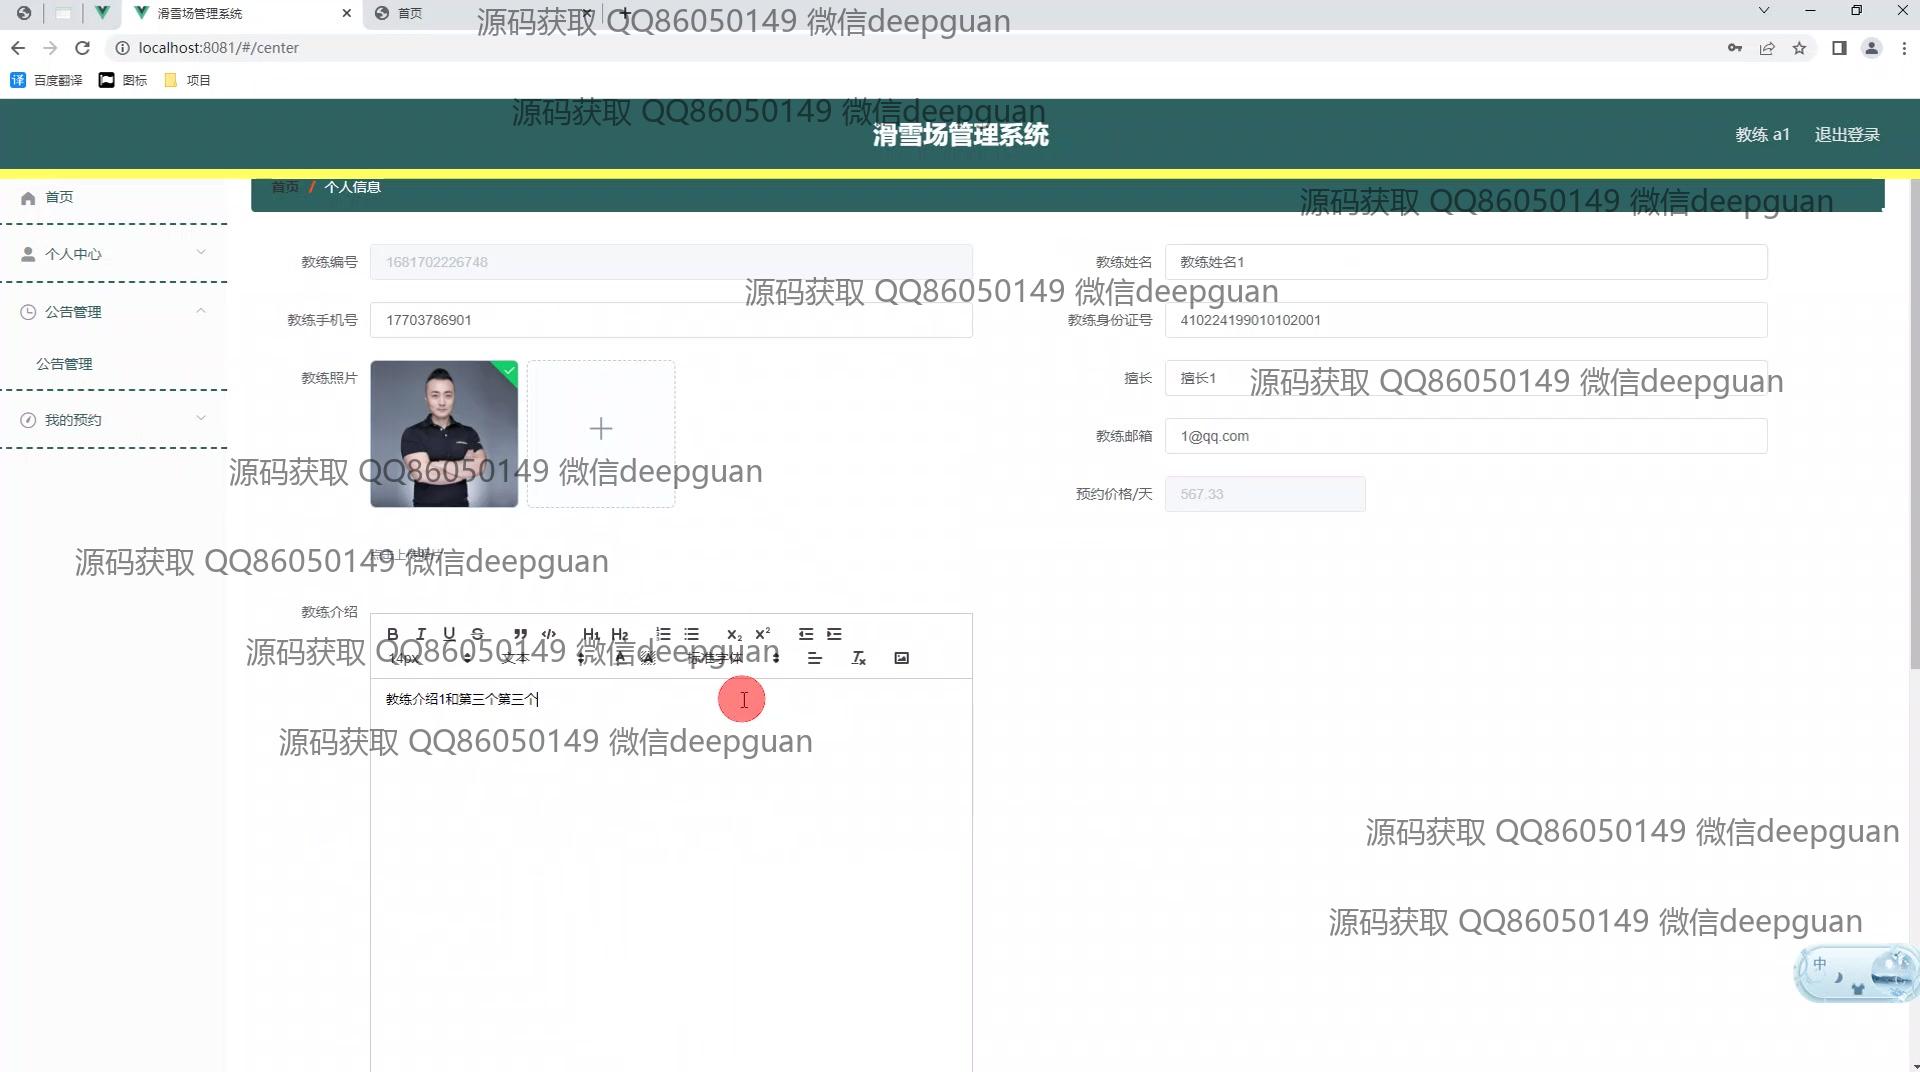 滑雪场管理系统
首页
源码获取 QQ86050149 微信deepguan
localhost:8081/#/center
百度翻译
图标
项目
源码获取 QQ86050149 微信deepguan
滑雪场管理系统
教练 a1
退出登录
首页
首页 / 个人信息
源码获取 QQ86050149 微信deepguan
个人中心
教练编号
1681702226748
教练姓名
教练姓名1
源码获取 QQ86050149 微信deepguan
公告管理
教练手机号
17703786901
教练身份证号
410224199010102001
公告管理
教练照片
擅长
擅长1
源码获取 QQ86050149 微信deepguan
我的预约
教练邮箱
1@qq.com
源码获取 QQ86050149 微信deepguan
预约价格/天
567.33
点击上传照片
源码获取 QQ86050149 微信deepguan
教练介绍
B I U S ” </> H1 H2 X2 X2
源码获取 QQ86050149 微信deepguan
14px 文本 A A 标准字体 Tx
教练介绍1和第三个第三个
源码获取 QQ86050149 微信deepguan
源码获取 QQ86050149 微信deepguan
源码获取 QQ86050149 微信deepguan
中